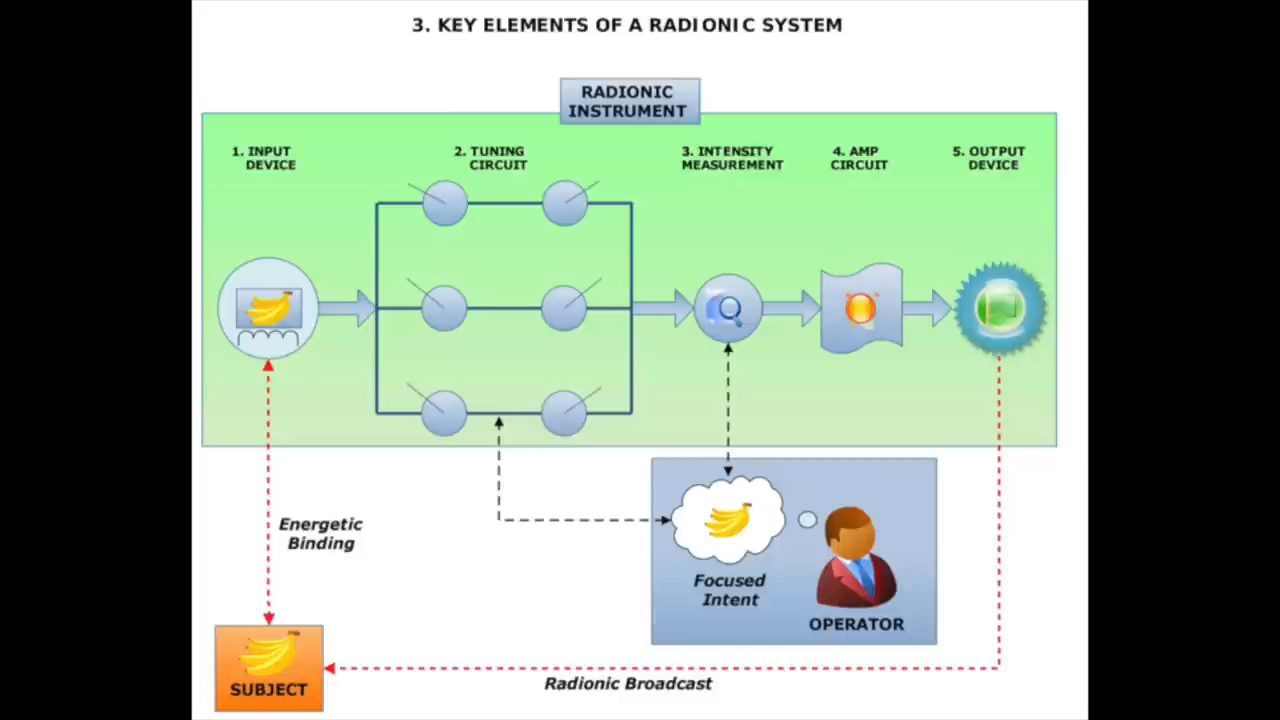 3. KEY ELEMENTS OF A RADIONIC SYSTEM
RADIONIC
INSTRUMENT
1. INPUT
DEVICE
2. TUNING
CIRCUIT
3. INTENSITY
MEASUREMENT
4. AMP
CIRCUIT
5. OUTPUT
DEVICE
Energetic
Binding
Focused
Intent
OPERATOR
SUBJECT
Radionic Broadcast